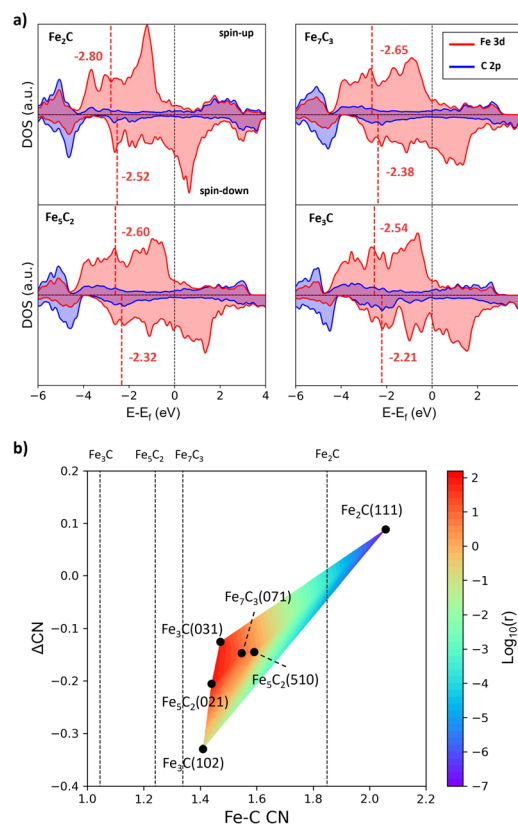 a)
Fe₂C
spin-up
-2.80
-2.52
spin-down
DOS (a.u.)
Fe₇C₃
-2.65
-2.38
Fe 3d
C 2p
Fe₅C₂
-2.60
-2.32
DOS (a.u.)
−6 −4 −2 0 2 4
E-E_f (eV)
Fe₃C
-2.54
-2.21
−6 −4 −2 0 2
E-E_f (eV)
b)
Fe₃C Fe₅C₂ Fe₇C₃ Fe₂C
0.2
0.1
0.0
−0.1
−0.2
−0.3
−0.4
ΔCN
Fe₂C(111)
Fe₇C₃(071)
Fe₃C(031)
Fe₅C₂(510)
Fe₅C₂(021)
Fe₃C(102)
1.0 1.2 1.4 1.6 1.8 2.0 2.2
Fe-C CN
2
1
0
−1
−2
−3
−4
−5
−6
−7
Log₁₀(r)